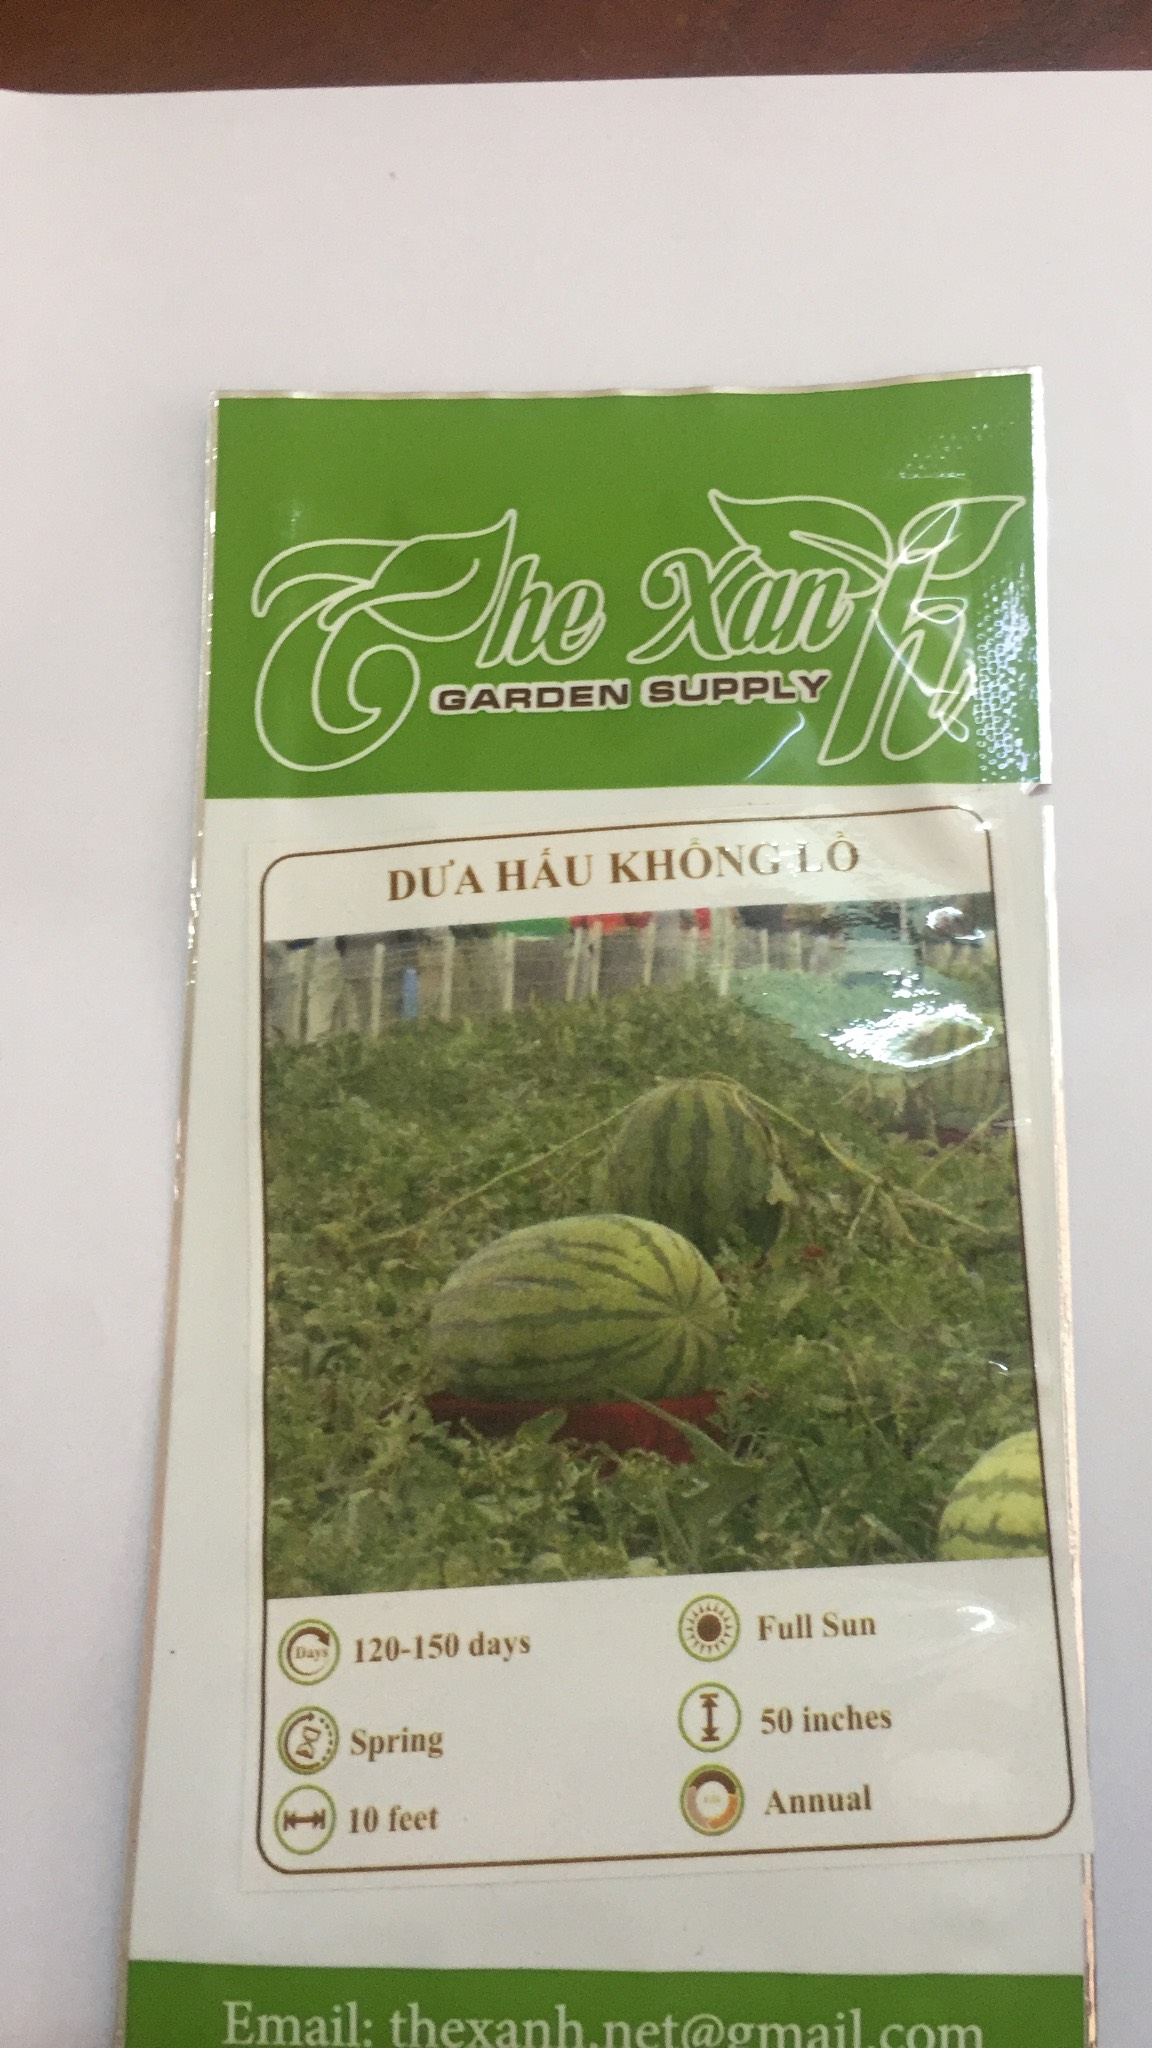 The Xanh
GARDEN SUPPLY
DƯA HẤU KHỔNG LỒ
Days 120-150 days
Full Sun
Spring
50 inches
10 feet
Annual
Email: thexanh.net@gmail.com